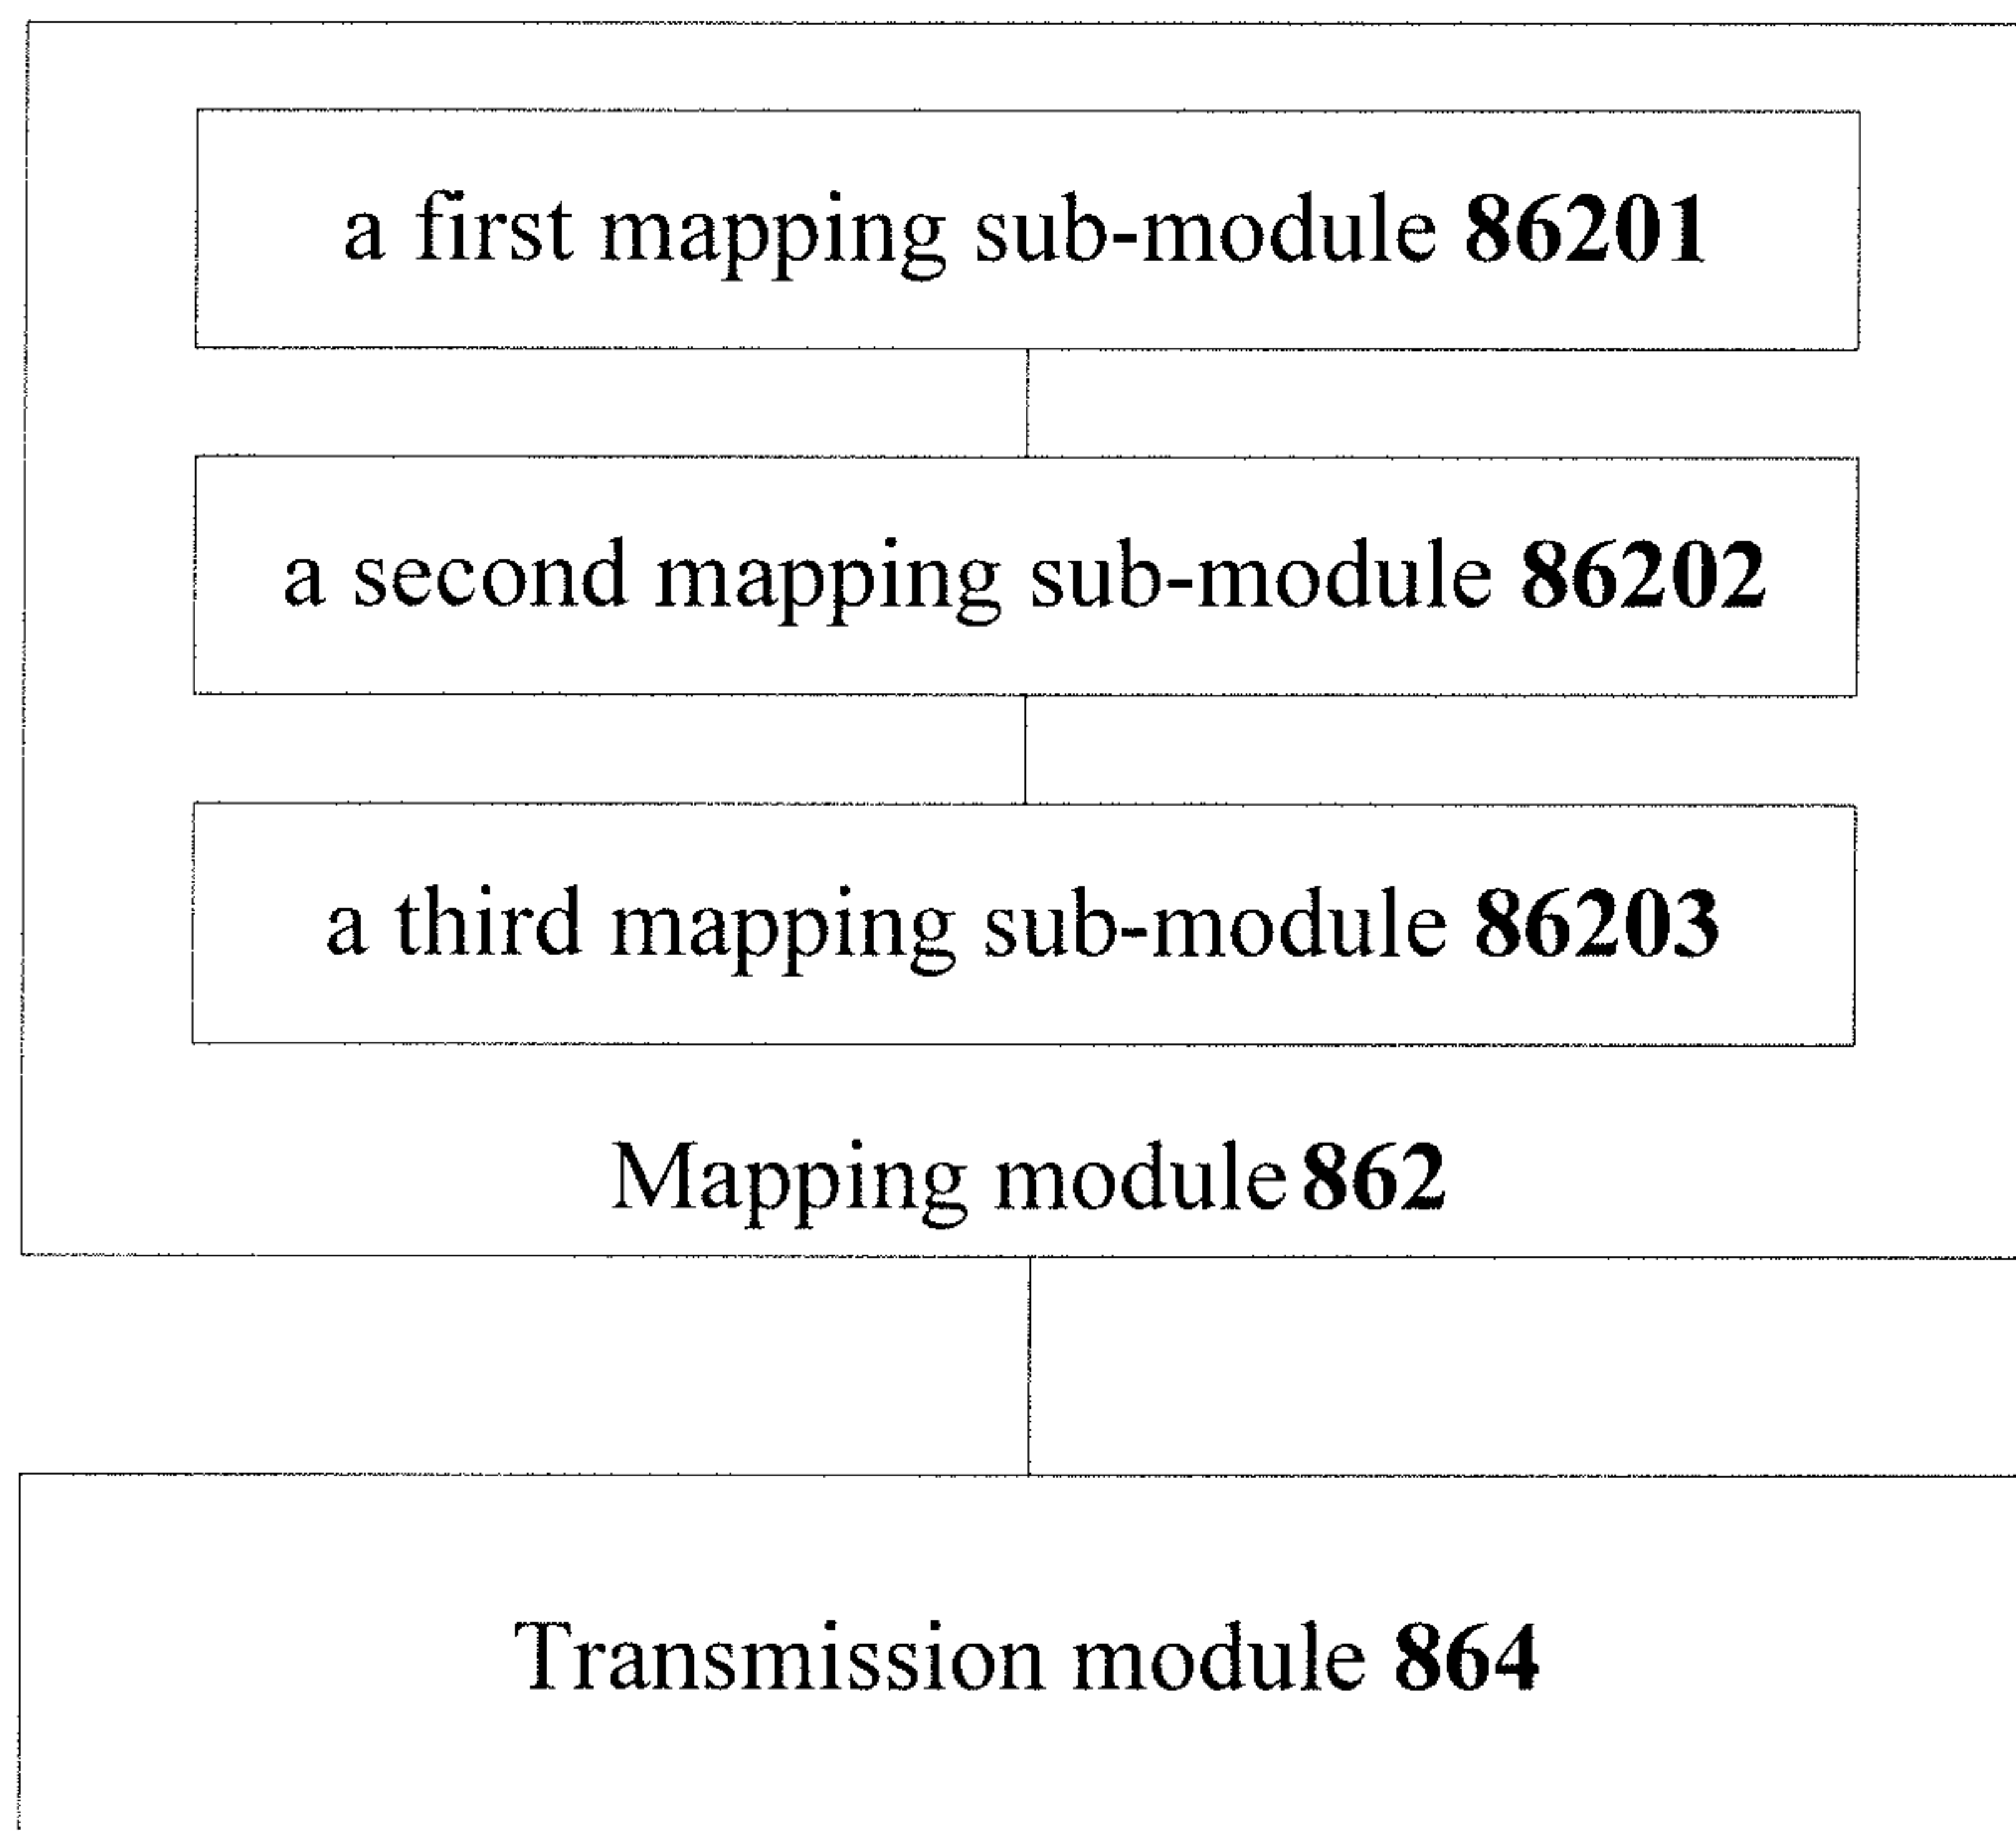 a first mapping sub-module 86201
a second mapping sub-module 86202
a third mapping sub-module 86203
Mapping module 862
Transmission module 864